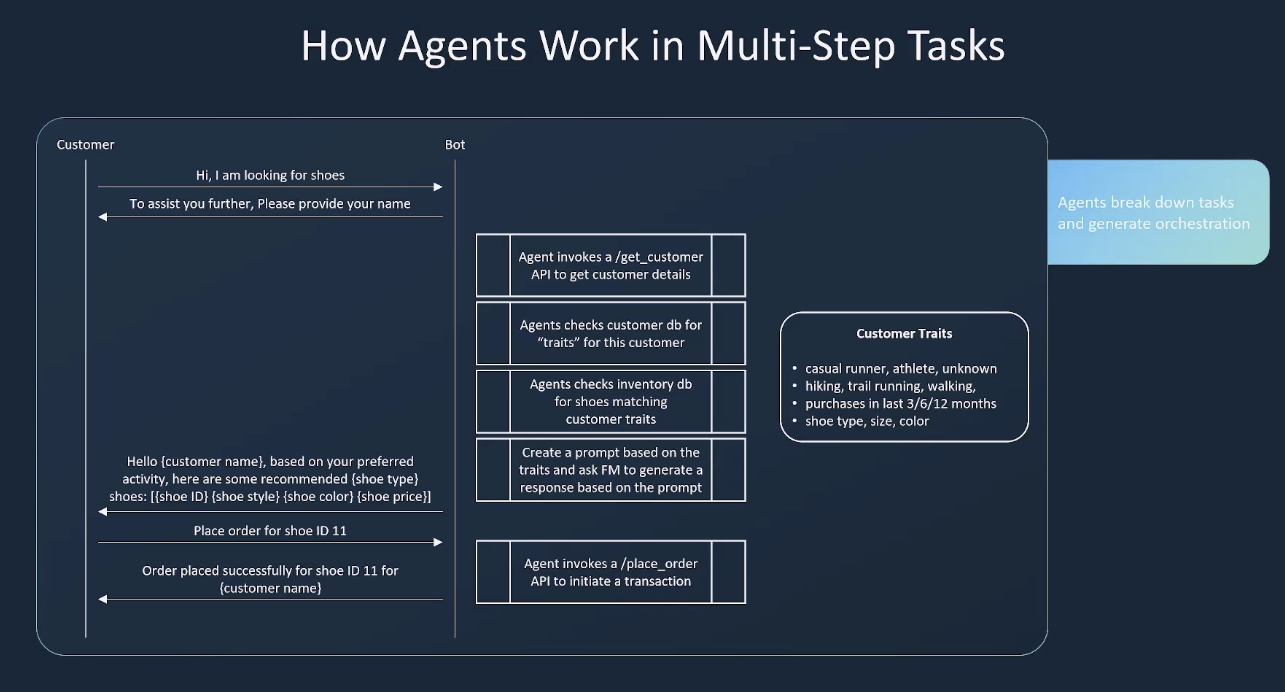 How Agents Work in Multi-Step Tasks
Customer
Bot
Hi, I am looking for shoes
To assist you further, Please provide your name
Agents break down tasks
and generate orchestration
Agent invokes a /get_customer
API to get customer details
Agents checks customer db for
“traits” for this customer
Agents checks inventory db
for shoes matching
customer traits
Create a prompt based on the
traits and ask FM to generate a
response based on the prompt
Customer Traits
• casual runner, athlete, unknown
• hiking, trail running, walking,
• purchases in last 3/6/12 months
• shoe type, size, color
Hello {customer name}, based on your preferred
activity, here are some recommended {shoe type}
shoes: [{shoe ID} {shoe style} {shoe color} {shoe price}]
Place order for shoe ID 11
Agent invokes a /place_order
API to initiate a transaction
Order placed successfully for shoe ID 11 for
{customer name}